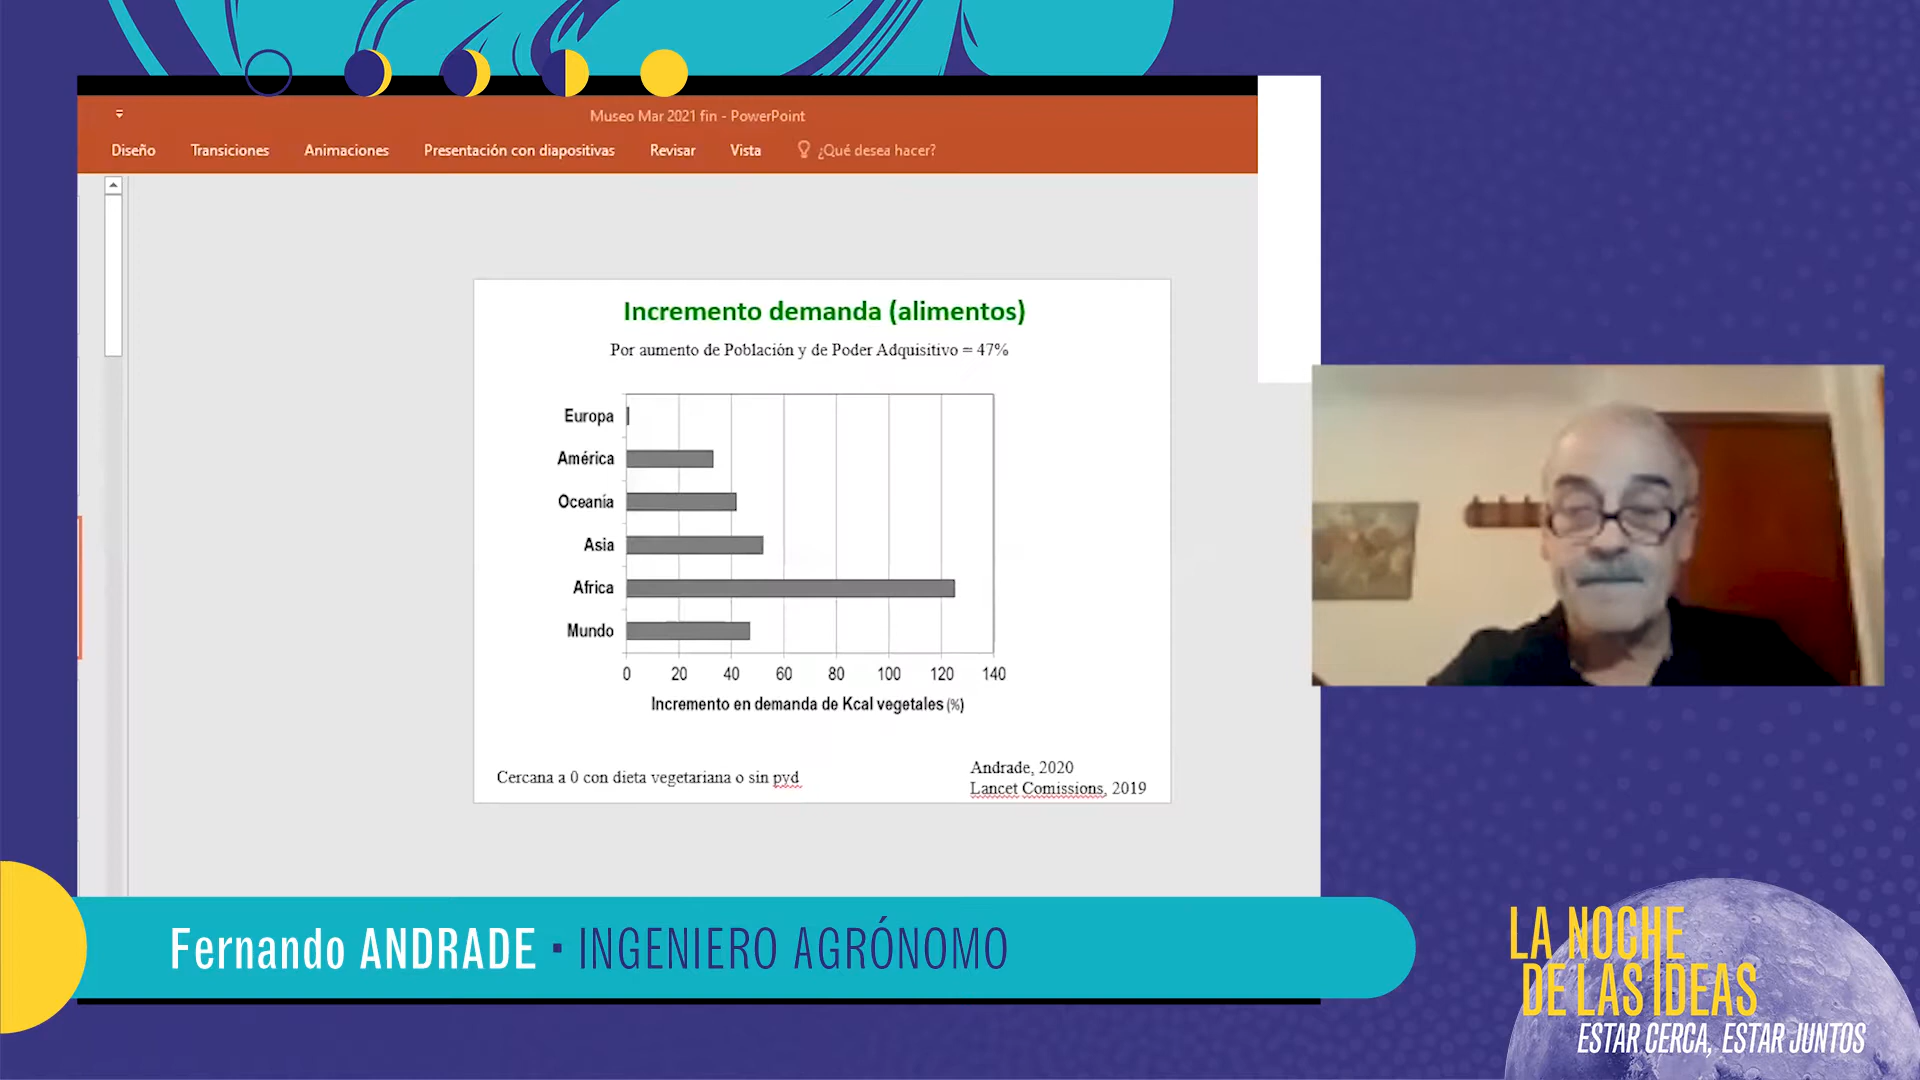 Museo Mar 2021 fin - PowerPoint
Diseño Transiciones Animaciones Presentación con diapositivas Revisar Vista ¿Qué desea hacer?
Incremento demanda (alimentos)
Por aumento de Población y de Poder Adquisitivo = 47%
Europa
América
Oceanía
Asia
Africa
Mundo
0 20 40 60 80 100 120 140
Incremento en demanda de Kcal vegetales (%)
Cercana a 0 con dieta vegetariana o sin pyd
Andrade, 2020
Lancet Comissions, 2019
Fernando ANDRADE · INGENIERO AGRÓNOMO
LA NOCHE
DE LAS IDEAS
ESTAR CERCA, ESTAR JUNTOS